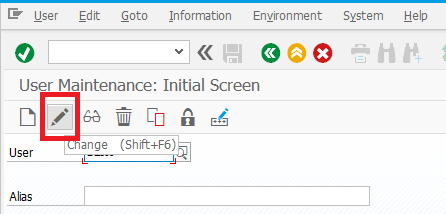 User Edit Goto Information Environment System Help
User Maintenance: Initial Screen
Change (Shift+F6)
User
Alias